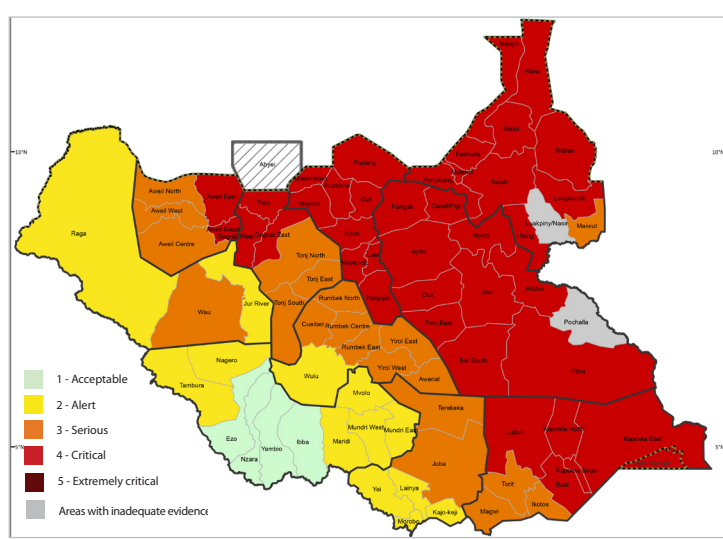 Manyo
Renk
10°N
10°N
Melut
Maban
Fashoda
Abyei
Pariang
Panyikang
Baliet
Abiemnhom
Rubkona
Aweil North
Aweil East
Twic
Mayom
Guit
Fangak
Canal/Pigi
Longochuk
Aweil West
Luakpiny/Nasir
Maiwut
Raga
Aweil South
Gogrial West
Gogrial East
Koch
Nyirol
Ulang
Aweil Centre
Tonj North
Leer
Mayendit
Ayod
Tonj East
Akobo
Jur River
Tonj South
Rumbek North
Panyijiar
Duk
Uror
Wau
Cueibet
Rumbek Centre
Twic East
Pochalla
Rumbek East
Yirol East
Nagero
Wulu
Yirol West
Awerial
Bor South
Pibor
Tambura
Mvolo
Terekeka
1 - Acceptable
2 - Alert
3 - Serious
4 - Critical
5 - Extremely critical
Areas with inadequate evidence
Ezo
Nzara
Yambio
Ibba
Maridi
Mundri West
Mundri East
Lafon
Kapoeta North
Kapoeta East
5°N
5°N
Juba
Kapoeta South
Budi
Torit
Ikotos
Magwi
Yei
Lainya
Morobo
Kajo-keji